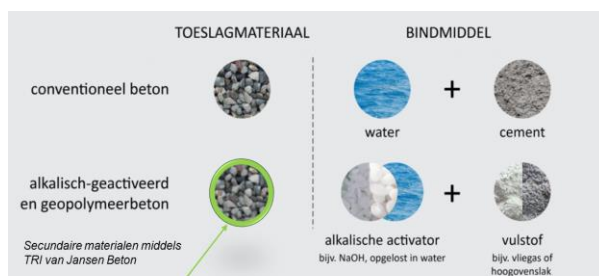 TOESLAGMATERIAAL
BINDMIDDEL
conventioneel beton
+
water
cement
alkalisch-geactiveerd
en geopolymeerbeton
+
Secundaire materialen middels
TRI van Jansen Beton
alkalische activator
bijv. NaOH, opgelost in water
vulstof
bijv. vliegas of
hoogovenslak